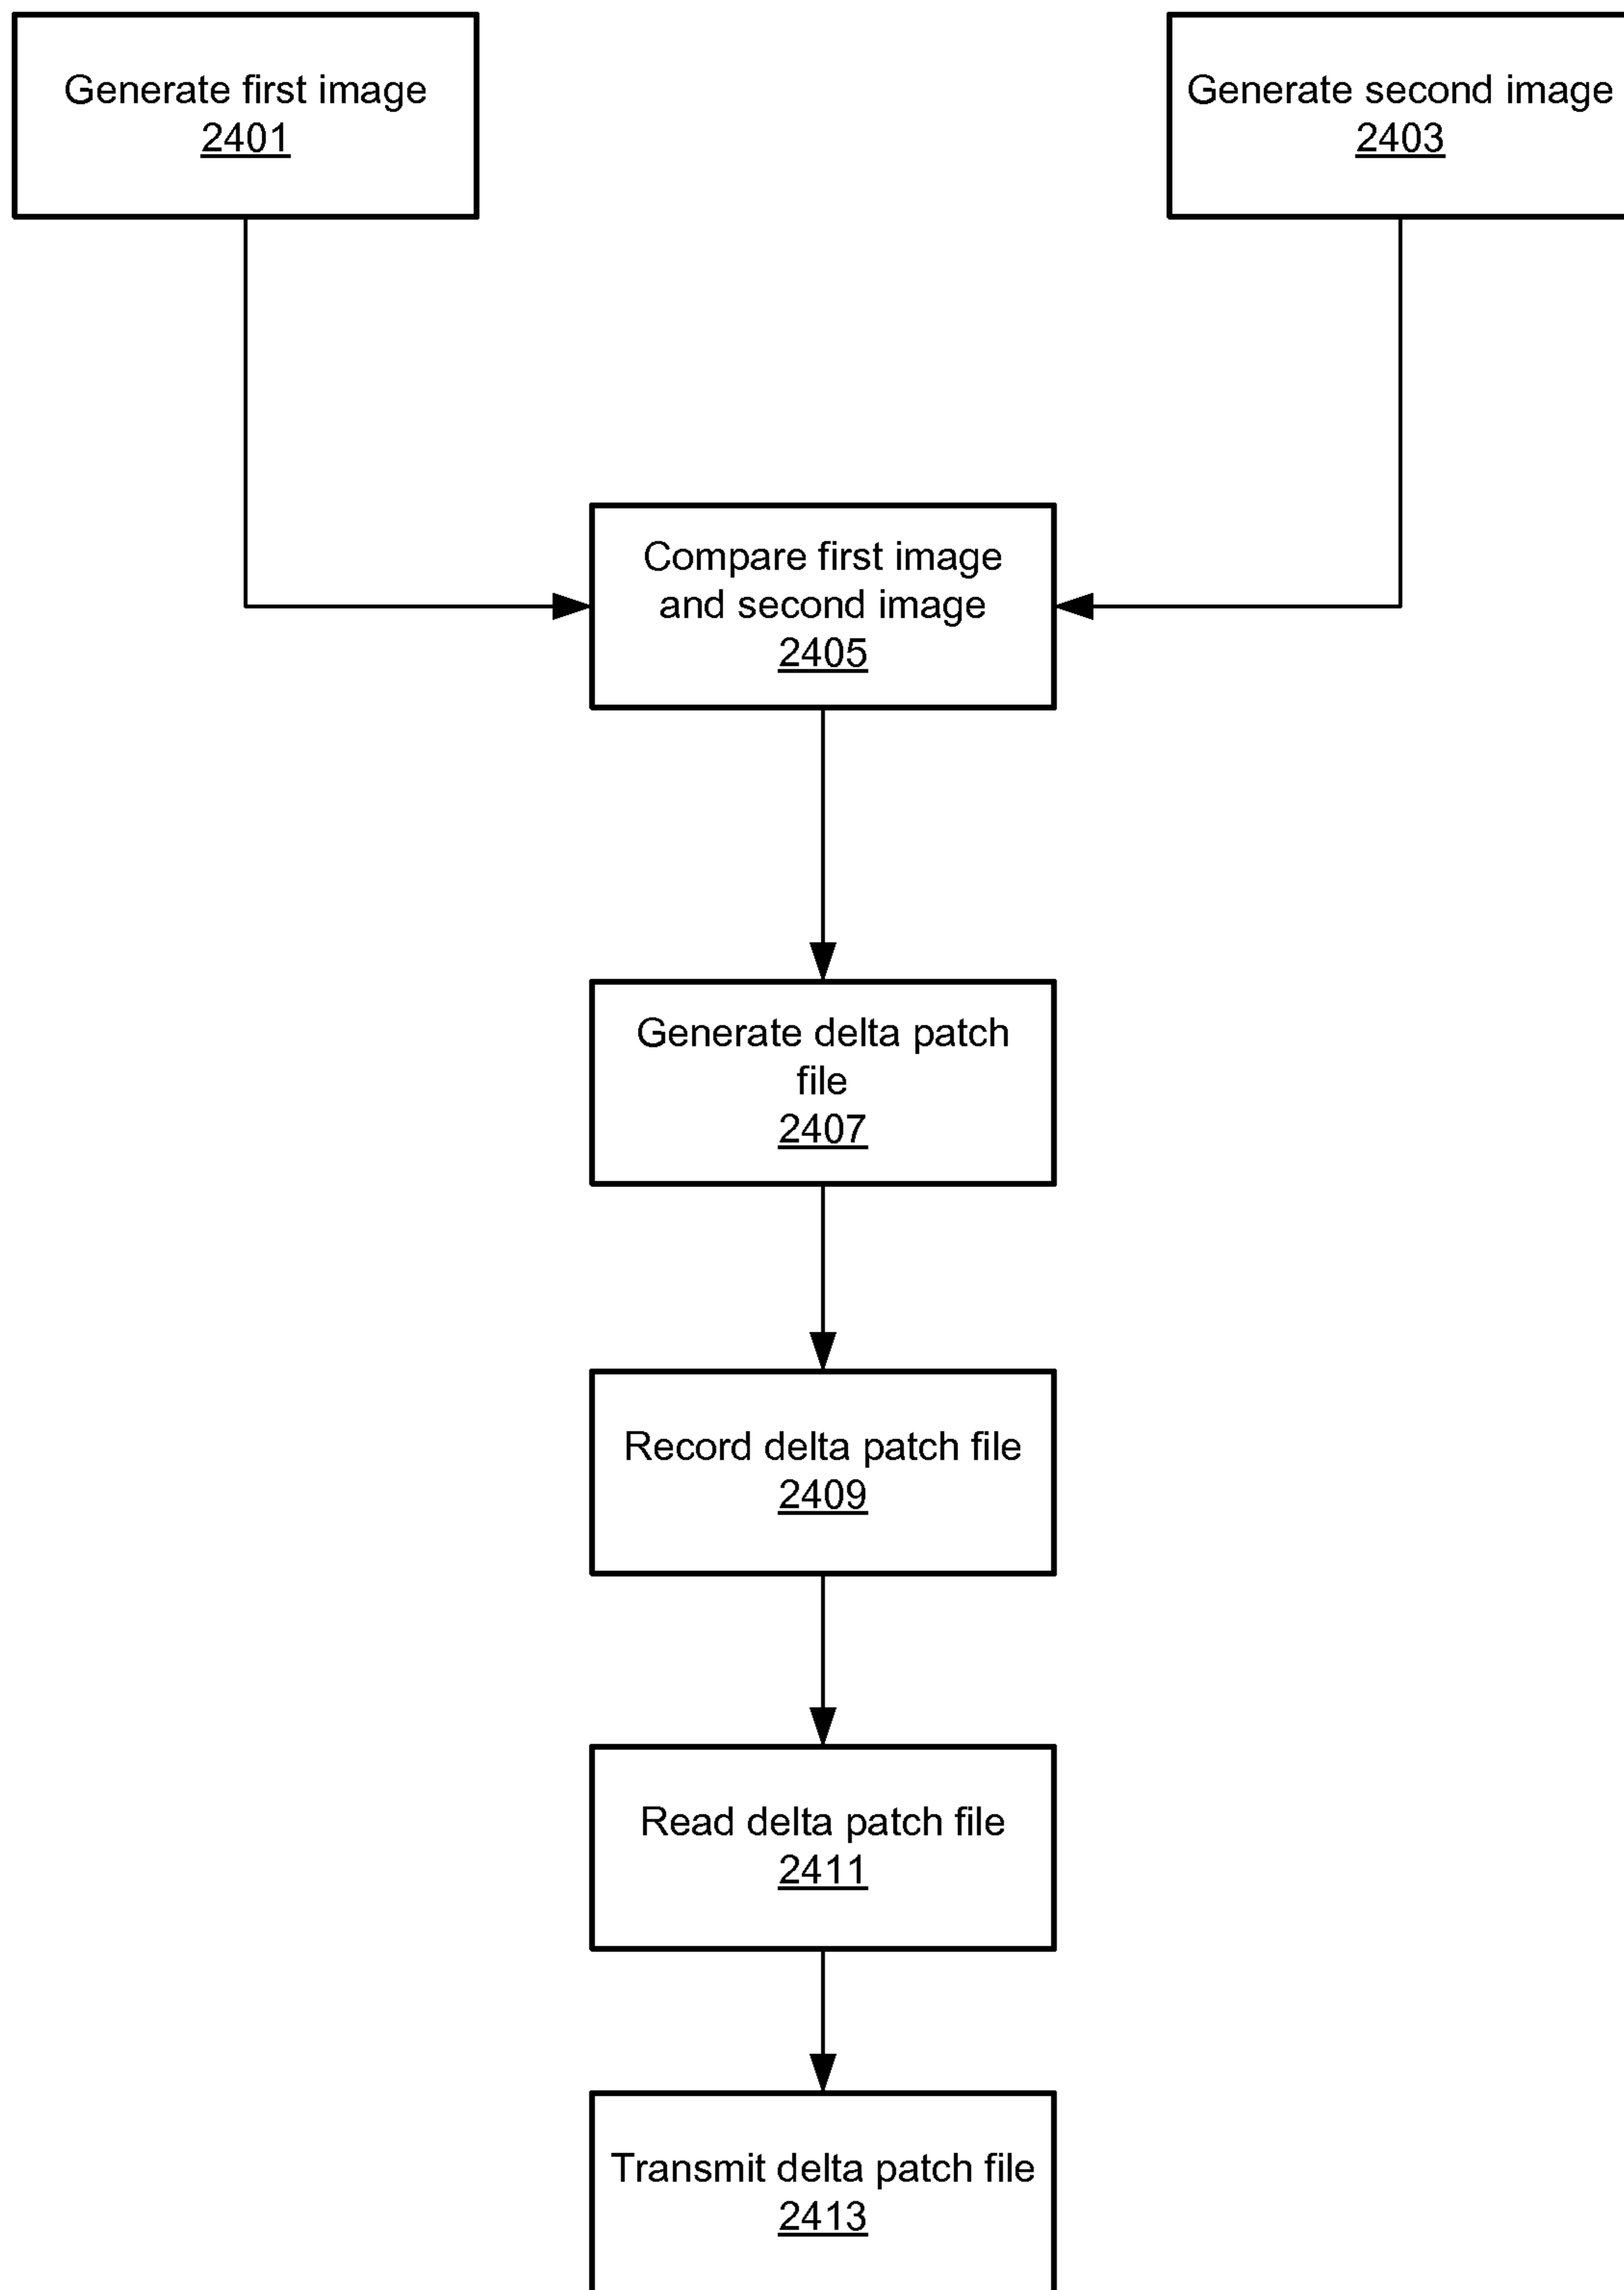 Generate first image
2401
Generate second image
2403
Compare first image
and second image
2405
Generate delta patch
file
2407
Record delta patch file
2409
Read delta patch file
2411
Transmit delta patch file
2413